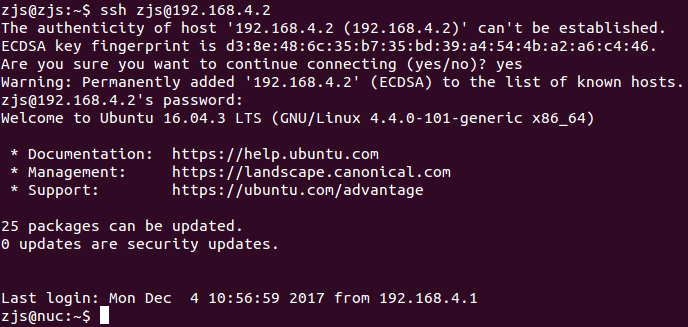 zjs@zjs:~$ ssh zjs@192.168.4.2
The authenticity of host '192.168.4.2 (192.168.4.2)' can't be established.
ECDSA key fingerprint is d3:8e:48:6c:35:b7:35:bd:39:a4:54:4b:a2:a6:c4:46.
Are you sure you want to continue connecting (yes/no)? yes
Warning: Permanently added '192.168.4.2' (ECDSA) to the list of known hosts.
zjs@192.168.4.2's password:
Welcome to Ubuntu 16.04.3 LTS (GNU/Linux 4.4.0-101-generic x86_64)
* Documentation:  https://help.ubuntu.com
* Management:     https://landscape.canonical.com
* Support:        https://ubuntu.com/advantage
25 packages can be updated.
0 updates are security updates.
Last login: Mon Dec  4 10:56:59 2017 from 192.168.4.1
zjs@nuc:~$